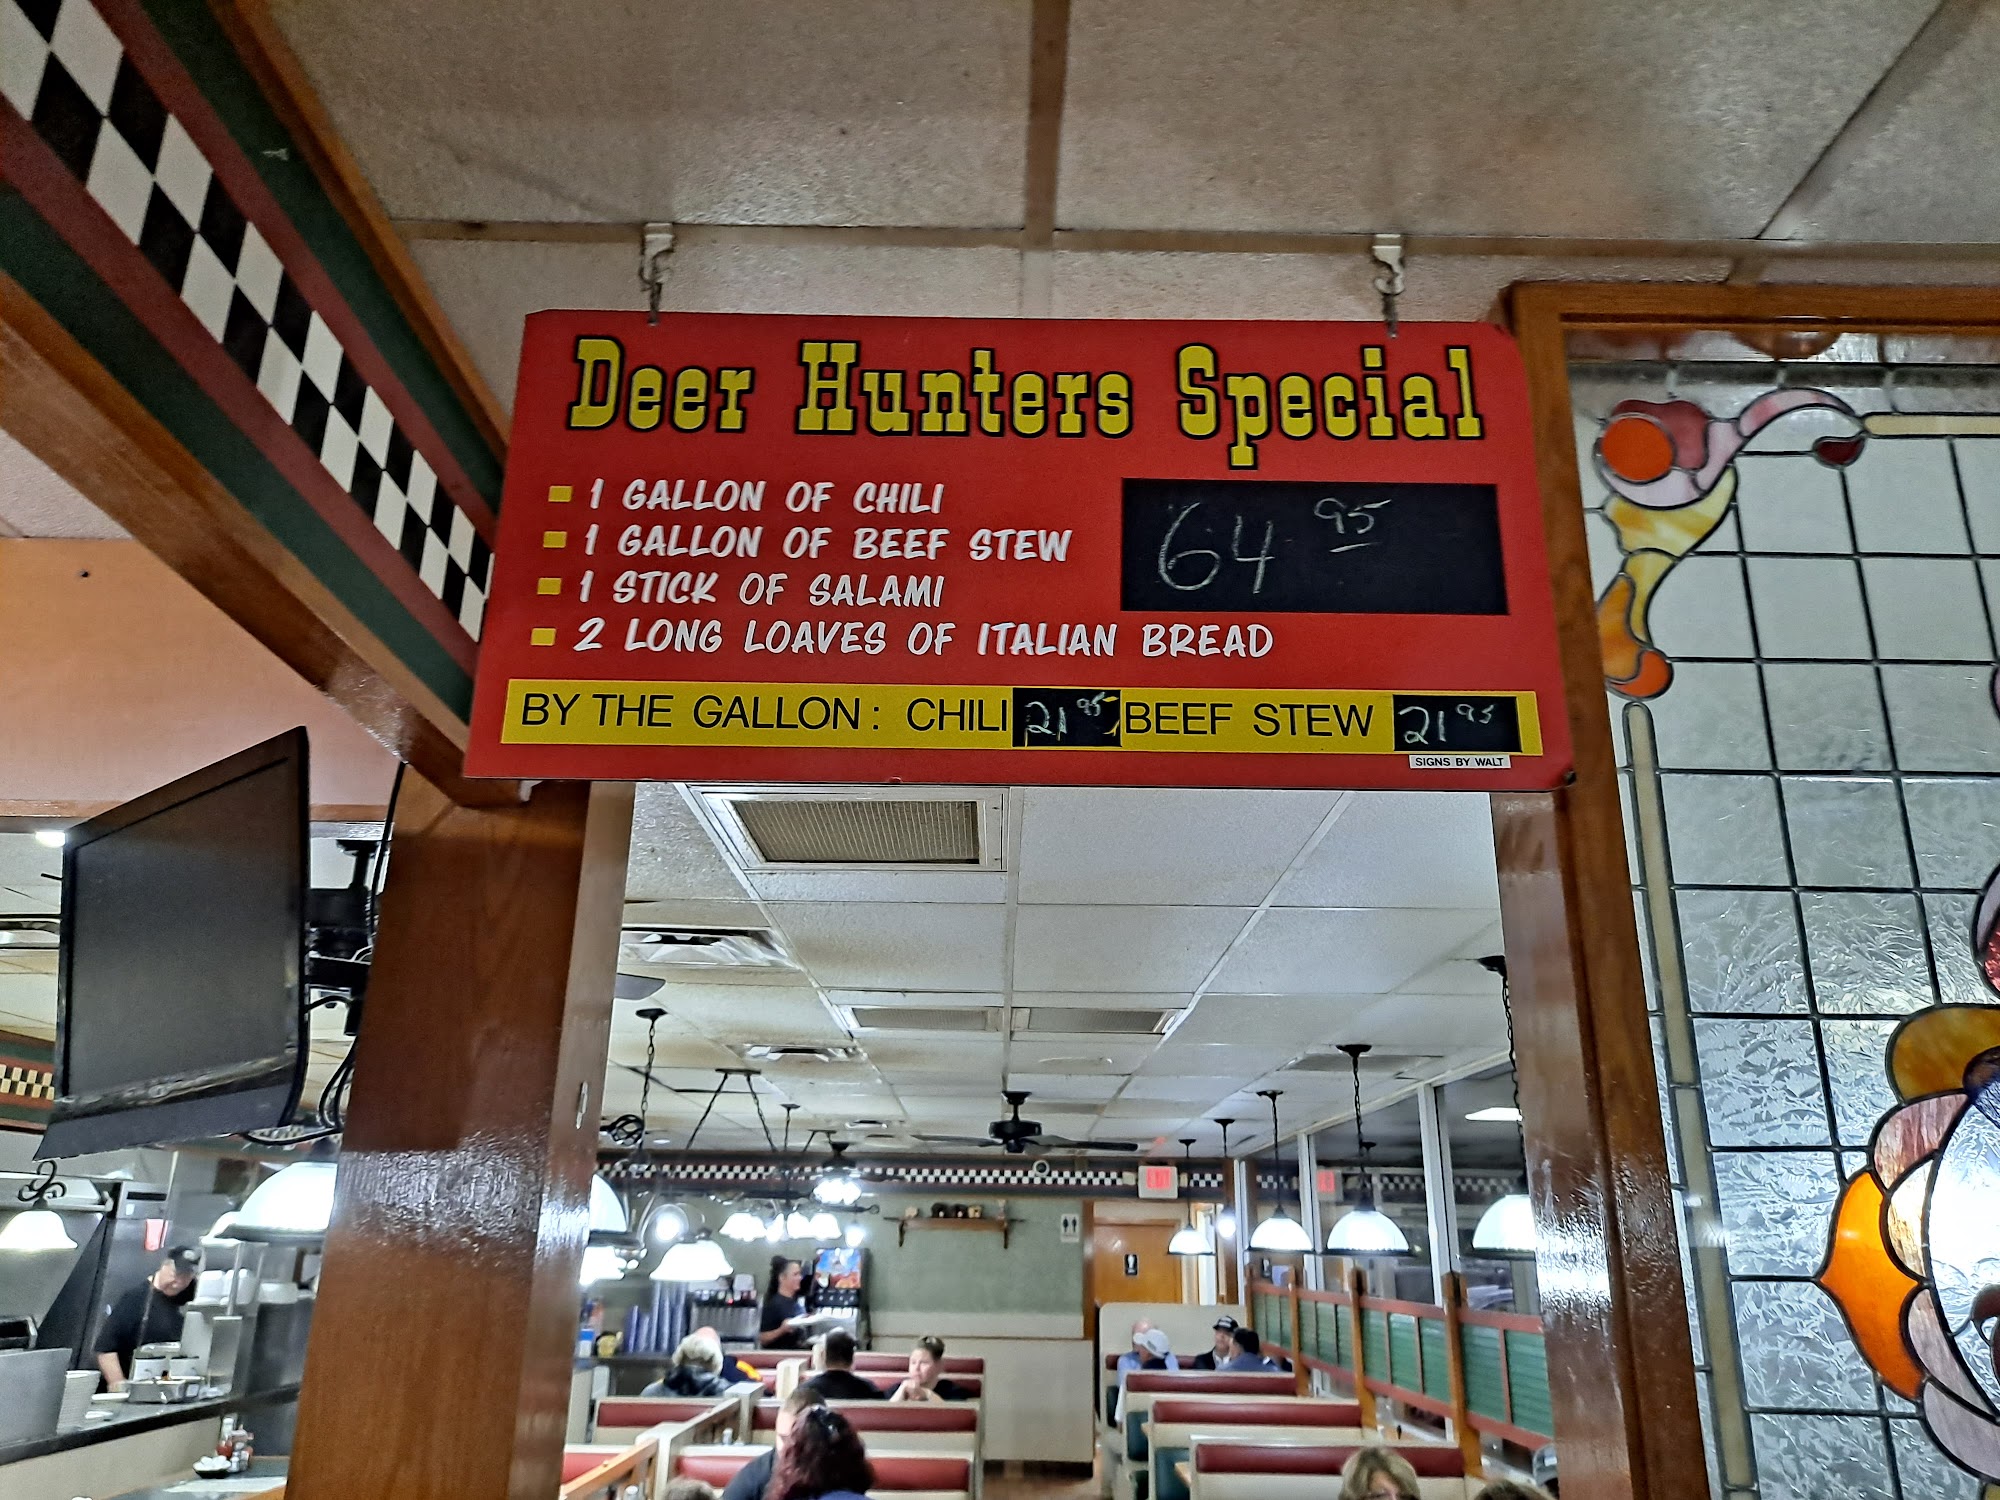 Deer Hunters Special
1 GALLON OF CHILI
1 GALLON OF BEEF STEW
1 STICK OF SALAMI
2 LONG LOAVES OF ITALIAN BREAD
64 95
BY THE GALLON: CHILI 21 95 BEEF STEW 21 95
SIGNS BY WALT
EXIT